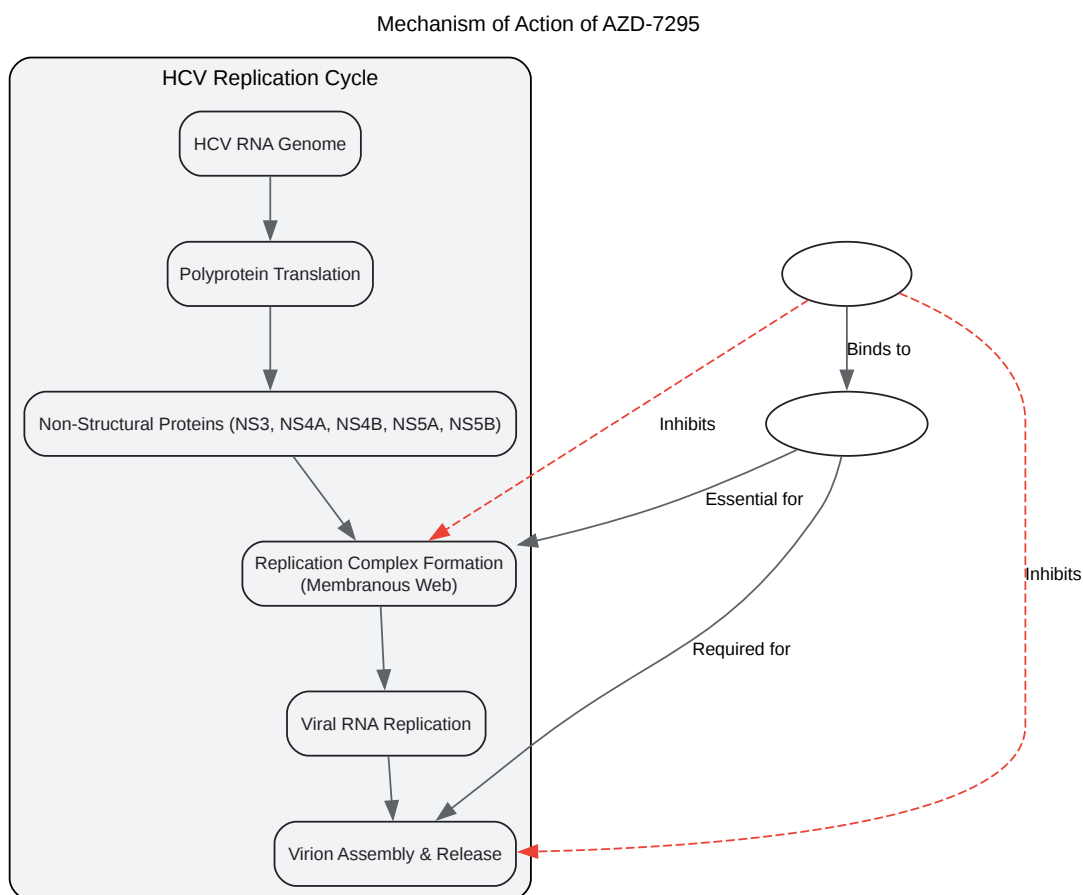 Mechanism of Action of AZD-7295
HCV Replication Cycle
HCV RNA Genome
Polyprotein Translation
Binds to
Non-Structural Proteins (NS3, NS4A, NS4B, NS5A, NS5B)
Inhibits
Essential for
Replication Complex Formation
(Membranous Web)
Inhibits
Required for
Viral RNA Replication
Virion Assembly & Release